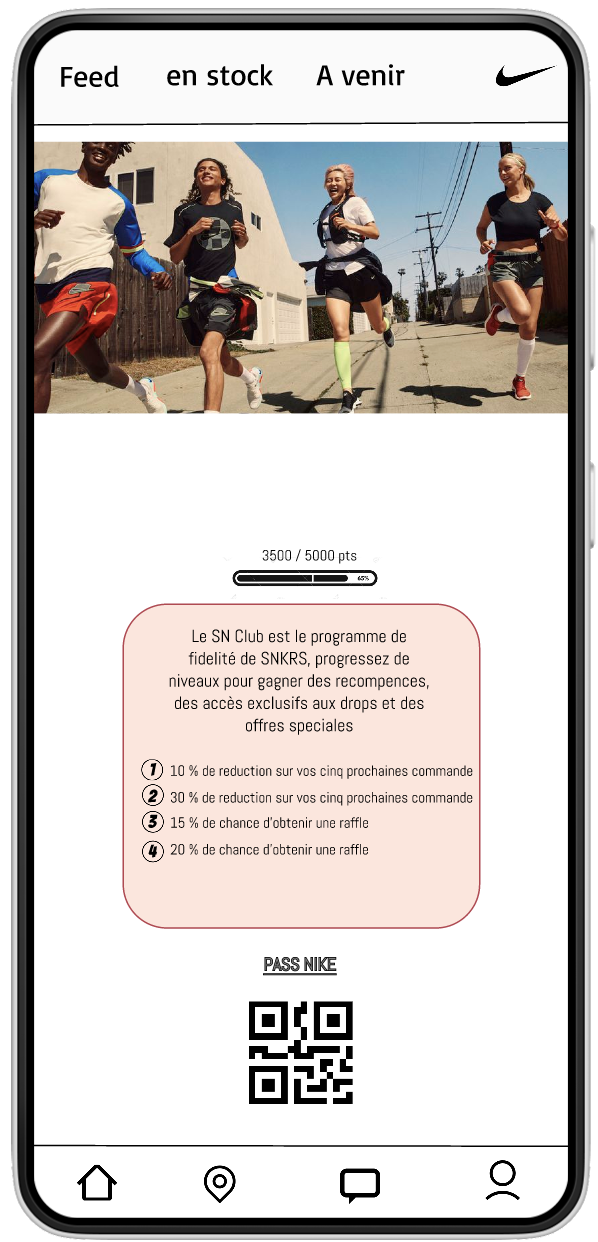 Feed en stock A venir
3500 / 5000 pts
65%
Le SN Club est le programme de
fidelité de SNKRS, progressez de
niveaux pour gagner des recompences,
des accès exclusifs aux drops et des
offres speciales
1 10 % de reduction sur vos cinq prochaines commande
2 30 % de reduction sur vos cinq prochaines commande
3 15 % de chance d'obtenir une raffle
4 20 % de chance d'obtenir une raffle
PASS NIKE